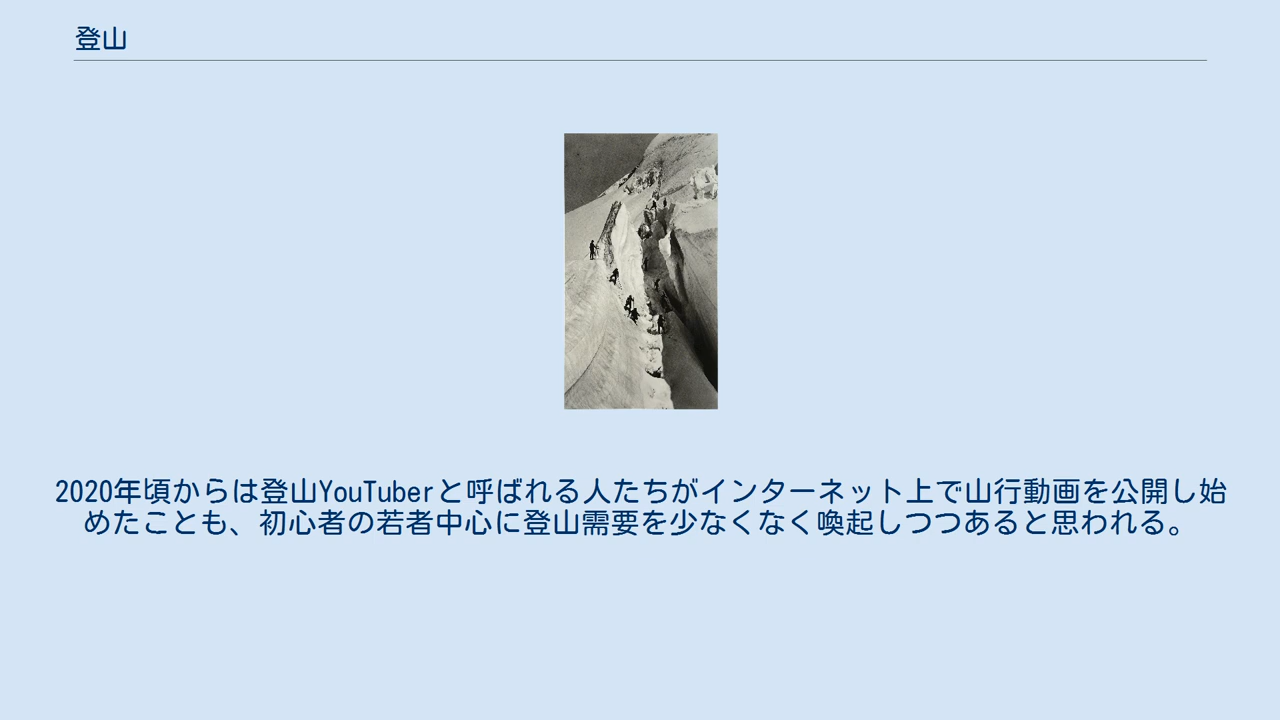 登山
2020年頃からは登山YouTuberと呼ばれる人たちがインターネット上で山行動画を公開し始
めたことも、初心者の若者中心に登山需要を少なくなく喚起しつつあると思われる。